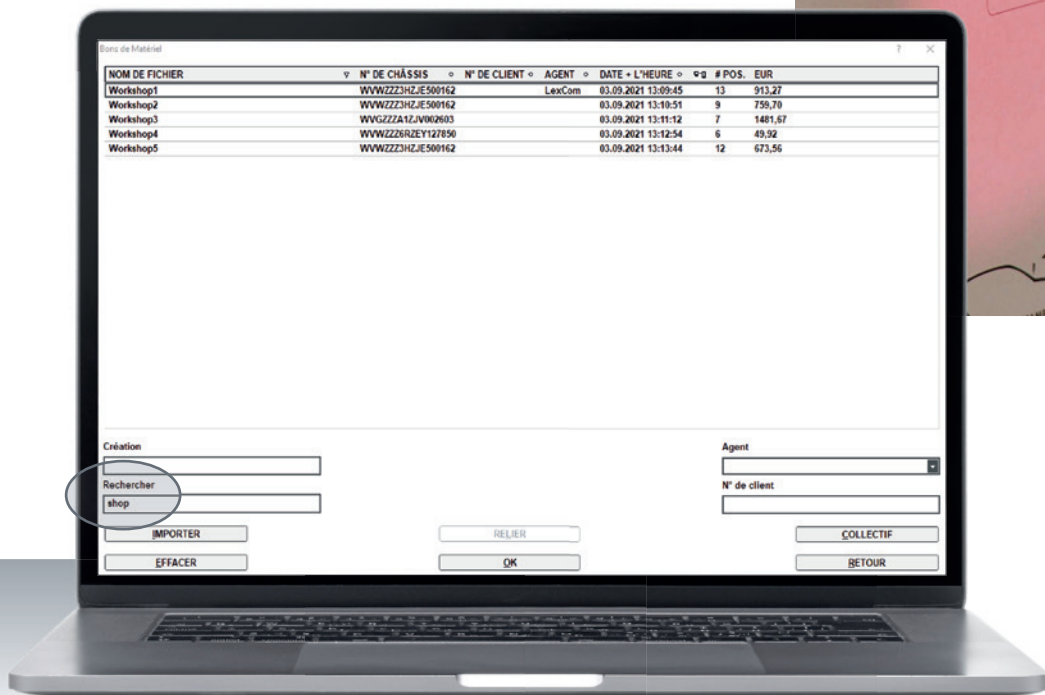 Bons de Matériel
NOM DE FICHIER N° DE CHÂSSIS N° DE CLIENT AGENT DATE + L'HEURE # POS. EUR
Workshop1 WVWZZZ3HZJE500162 LexCom 03.09.2021 13:09:45 13 913,27
Workshop2 WVWZZZ3HZJE500162 03.09.2021 13:10:51 9 759,70
Workshop3 WVGZZZA1ZJV002603 03.09.2021 13:11:12 7 1481,67
Workshop4 WVWZZZ6RZEY127850 03.09.2021 13:12:54 6 49,92
Workshop5 WVWZZZ3HZJE500162 03.09.2021 13:13:44 12 673,56
Création Agent
Rechercher N° de client
shop
IMPORTER RELIER COLLECTIF
EFFACER OK RETOUR